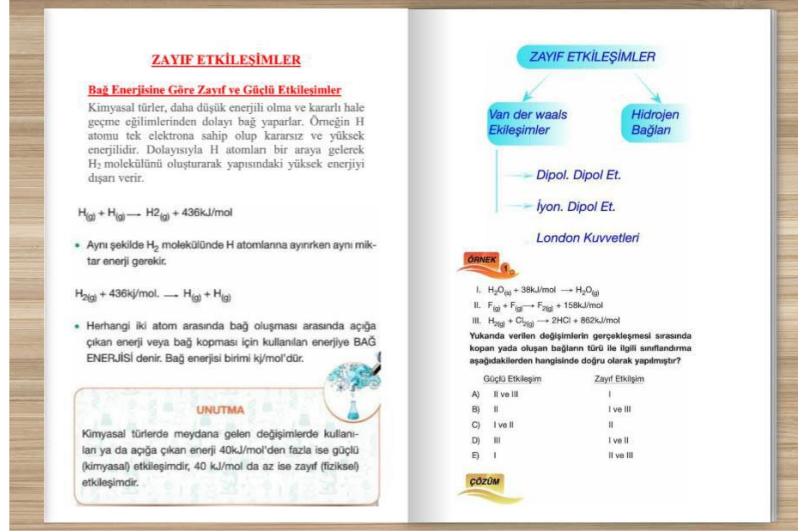 ZAYIF ETKİLEŞİMLER
Bağ Enerjisine Göre Zayıf ve Güçlü Etkileşimler
Kimyasal türler, daha düşük enerjili olma ve kararlı hale
geçme eğilimlerinden dolayı bağ yaparlar. Örneğin H
atomu tek elektrona sahip olup kararsız ve yüksek
enerjilidir. Dolayısıyla H atomları bir araya gelerek
H₂ molekülünü oluşturarak yapısındaki yüksek enerjiyi
dışarı verir.
H(g) + H(g) — H2(g) + 436kJ/mol
• Aynı şekilde H₂ molekülünde H atomlarına ayırırken aynı mik-
tar enerji gerekir.
H₂(g) + 436kj/mol. → H(g) + H(g)
• Herhangi iki atom arasında bağ oluşması arasında açığa
çıkan enerji veya bağ kopması için kullanılan enerjiye BAĞ
ENERJİSİ denir. Bağ enerjisi birimi kj/mol'dür.
UNUTMA
Kimyasal türlerde meydana gelen değişimlerde kullanı-
lan ya da açığa çıkan enerji 40kJ/mol'den fazla ise güçlü
(kimyasal) etkileşimdir, 40 kJ/mol da az ise zayıf (fiziksel)
etkileşimdir.
ZAYIF ETKİLEŞİMLER
Van der waals
Ekileşimler
Hidrojen
Bağları
Dipol. Dipol Et.
İyon. Dipol Et.
London Kuvvetleri
ÖRNEK 1
I. H₂O(s) + 38kJ/mol → H₂O(g)
II. F(g) + F(g) → F₂(g) + 158kJ/mol
III. H₂(g) + Cl₂(g) → 2HCl + 862kJ/mol
Yukarıda verilen değişimlerin gerçekleşmesi sırasında
kopan yada oluşan bağların türü ile ilgili sınıflandırma
aşağıdakilerden hangisinde doğru olarak yapılmıştır?
Güçlü Etkileşim Zayıf Etkilşim
A) II ve III I
B) II I ve III
C) I ve II II
D) III I ve II
E) I II ve III
ÇÖZÜM